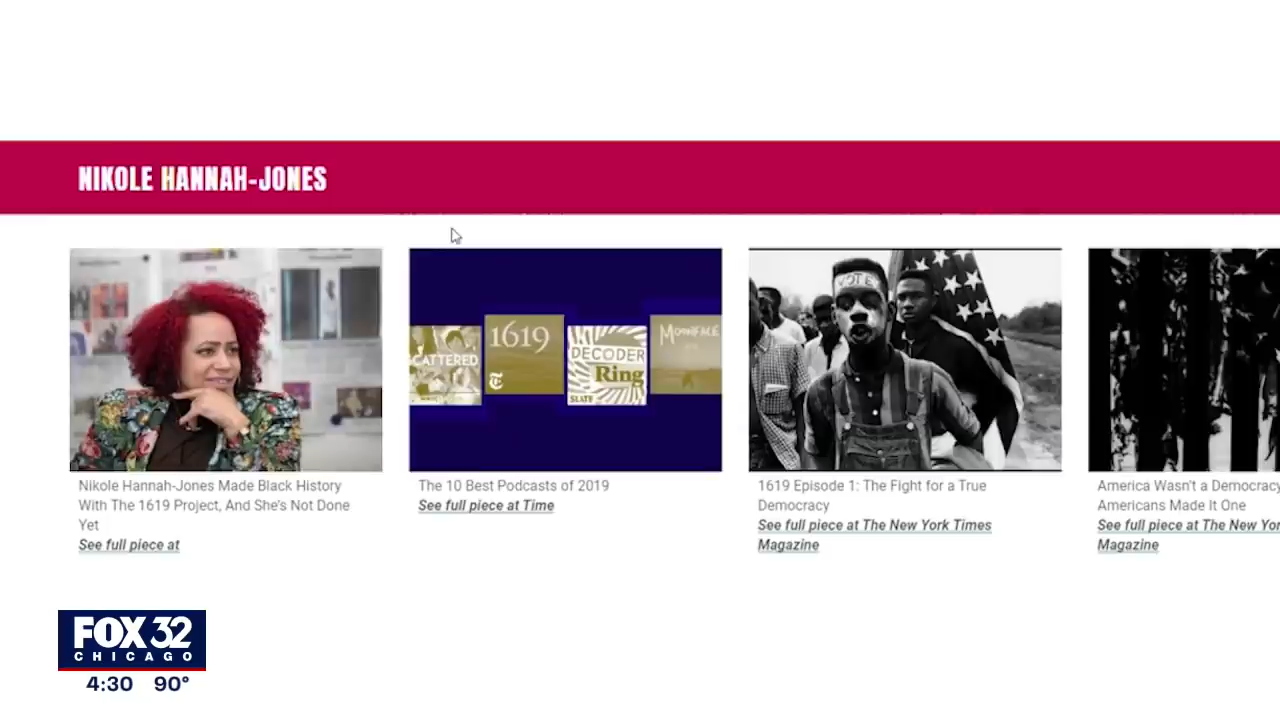 NIKOLE HANNAH-JONES
CATTERED
1619
DECODER
Ring
SLATE
MOONFACE
VOTE
Nikole Hannah-Jones Made Black History
With The 1619 Project, And She's Not Done
Yet
See full piece at
The 10 Best Podcasts of 2019
See full piece at Time
1619 Episode 1: The Fight for a True
Democracy
See full piece at The New York Times
Magazine
America Wasn't a Democracy
Americans Made It One
See full piece at The New Yor
Magazine
FOX 32
CHICAGO
4:30 90°